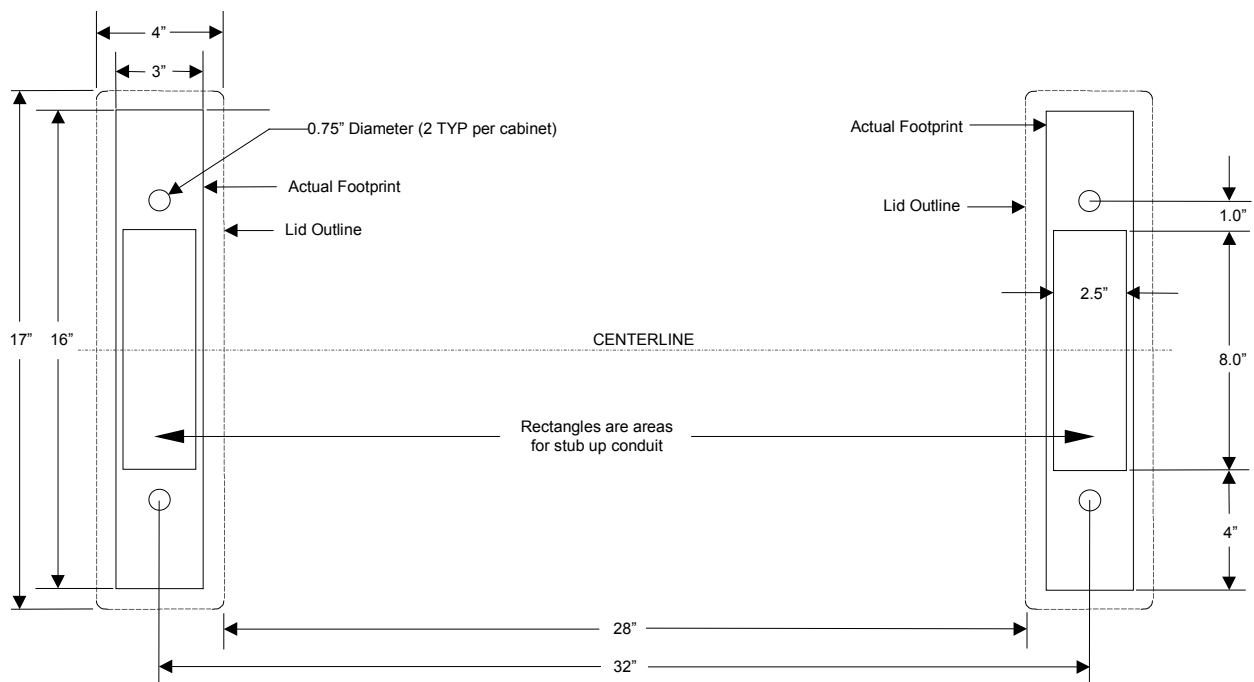 4”
3”
0.75” Diameter (2 TYP per cabinet)
Actual Footprint
Actual Footprint
Lid Outline
1.0”
Lid Outline
2.5”
17”
16”
CENTERLINE
8.0”
Rectangles are areas
for stub up conduit
4”
28”
32”